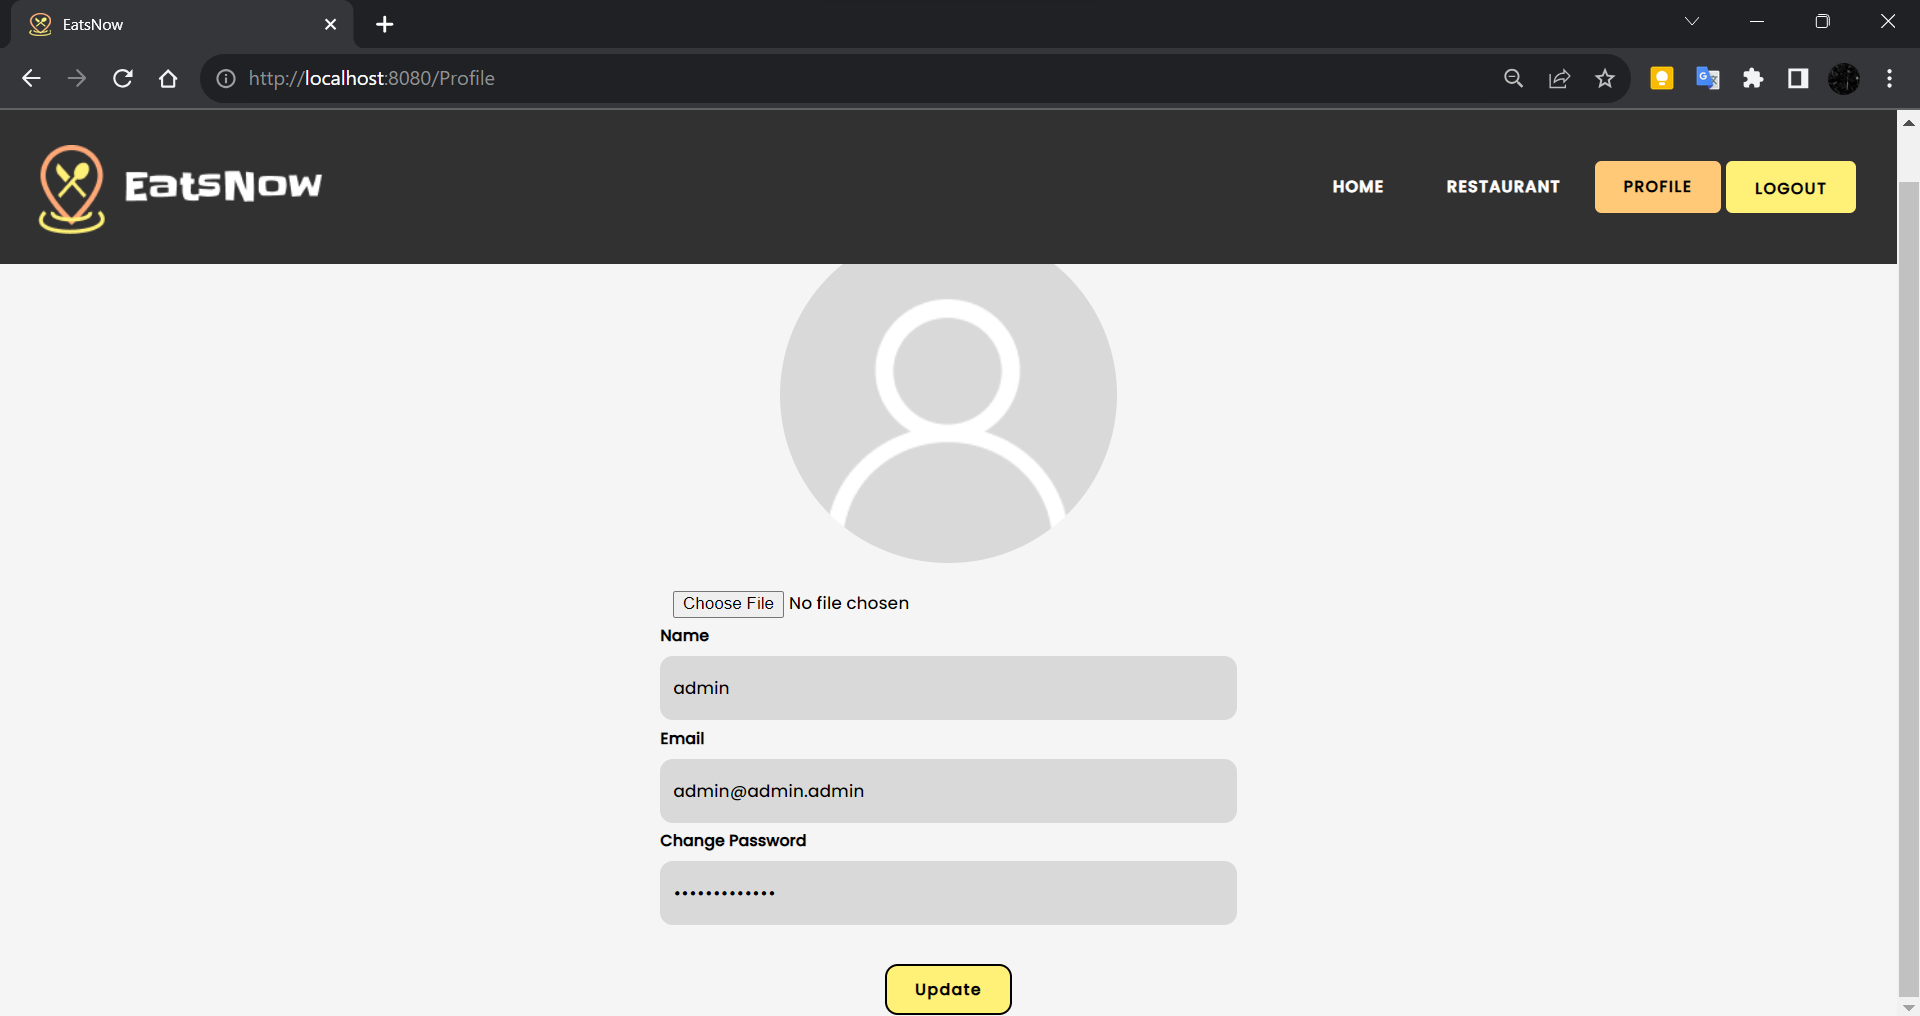 EatsNow
http://localhost:8080/Profile
EatsNow
HOME
RESTAURANT
PROFILE
LOGOUT
Choose File No file chosen
Name
admin
Email
admin@admin.admin
Change Password
•••••••••••••
Update